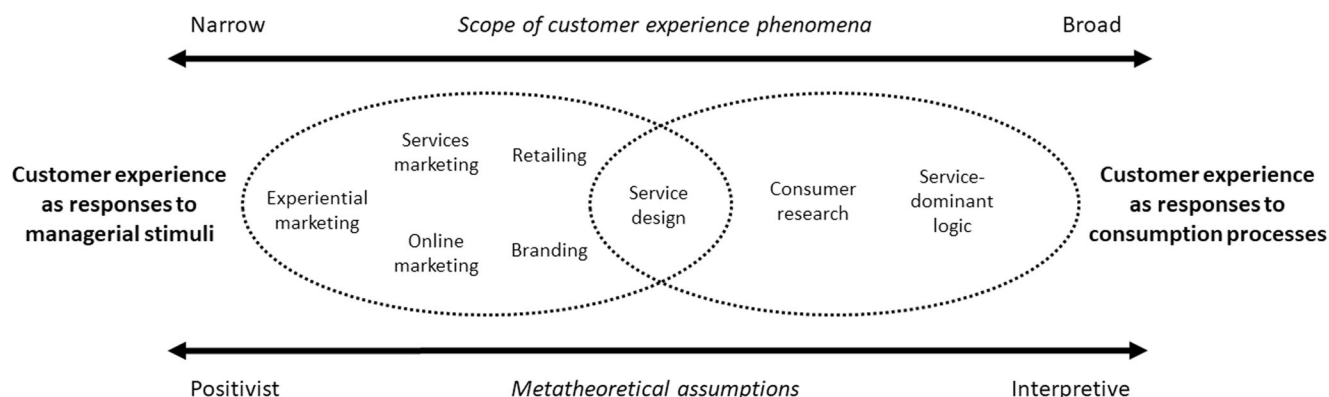 Narrow
Scope of customer experience phenomena
Broad
Customer experience
as responses to
managerial stimuli
Experiential
marketing
Services
marketing
Retailing
Online
marketing
Branding
Service
design
Consumer
research
Service-
dominant
logic
Customer experience
as responses to
consumption processes
Positivist
Metatheoretical assumptions
Interpretive